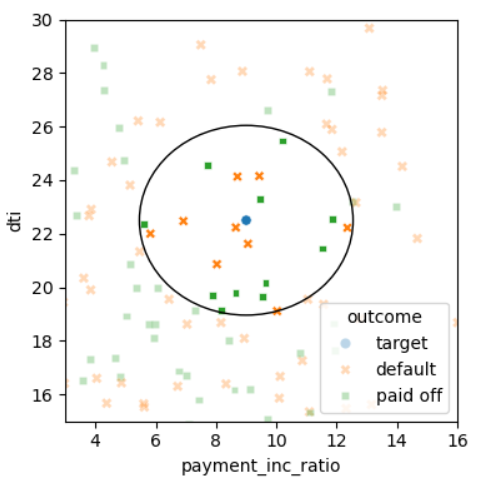 30
28
26
24
22
20
18
16
dti
4 6 8 10 12 14 16
payment_inc_ratio
outcome
target
default
paid off